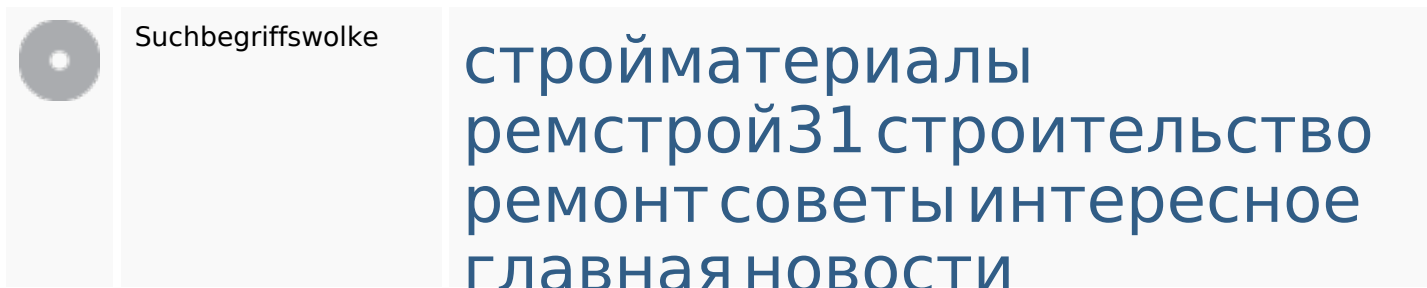 Suchbegriffswolke
стройматериалы
ремстрой31 строительство
ремонт советы интересное
главная новости